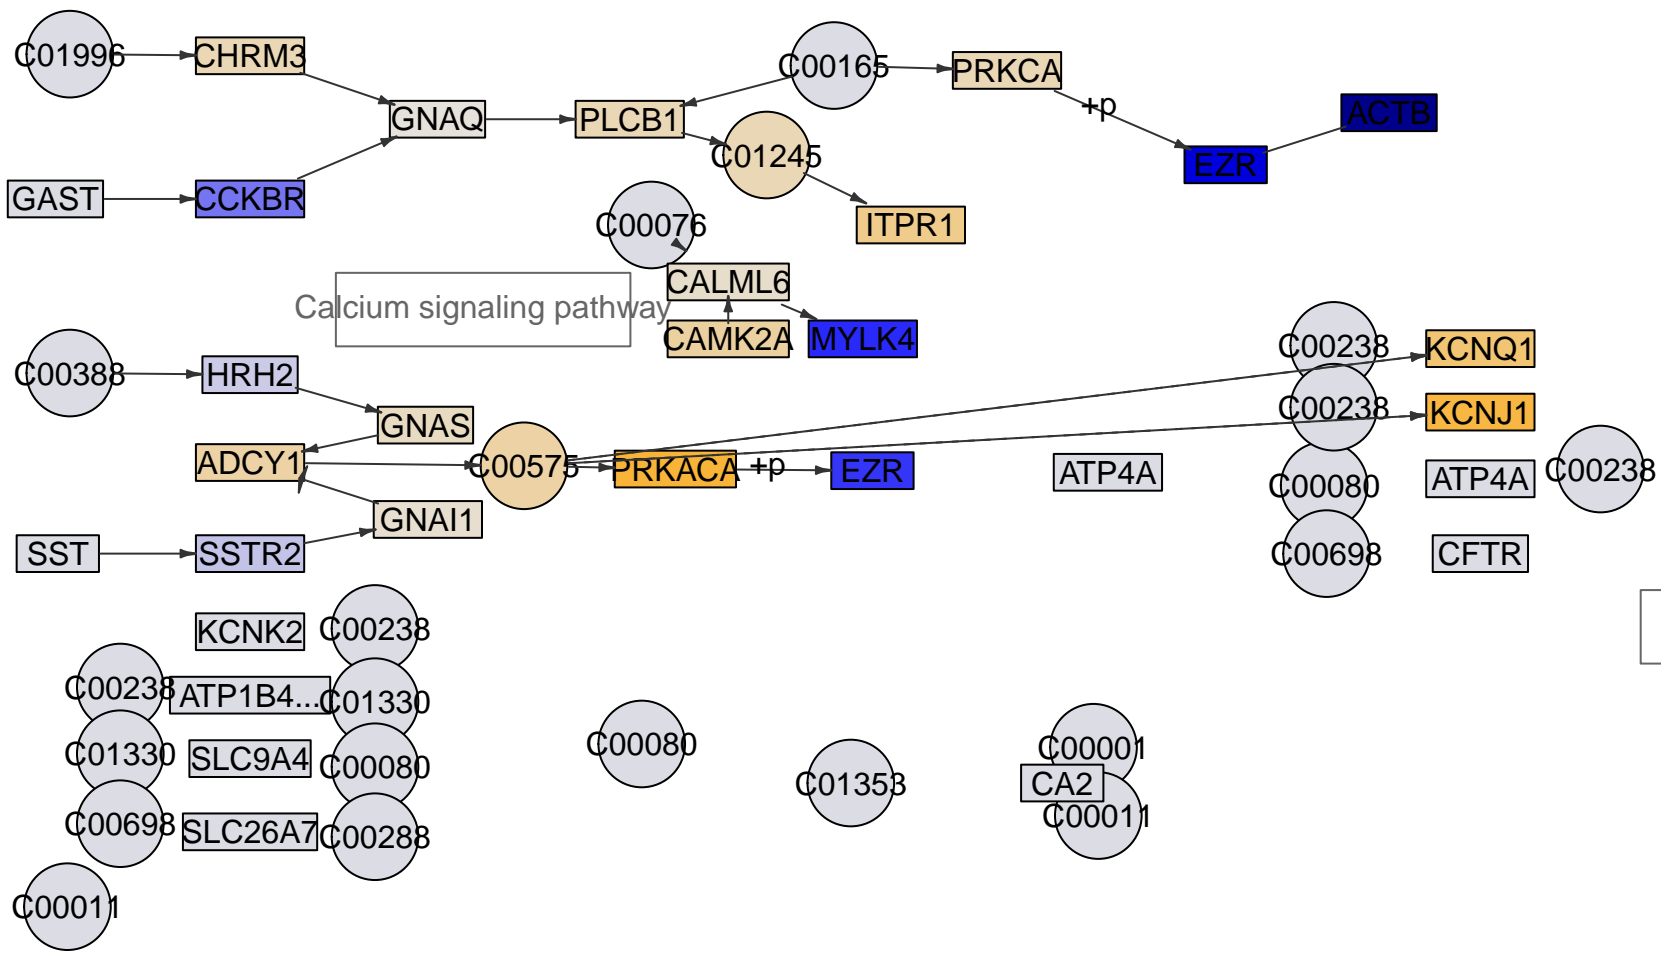 C01996
CHRM3
C00165
PRKCA
+p
ACTB
GNAQ
PLCB1
C01245
EZR
GAST
CCKBR
C00076
ITPR1
CALML6
Calcium signaling pathway
CAMK2A
MYLK4
C00238
KCNQ1
C00388
HRH2
C00238
KCNJ1
GNAS
ADCY1
C00575
PRKACA
+p
EZR
ATP4A
C00080
ATP4A
C00238
GNAI1
SST
SSTR2
C00698
CFTR
KCNK2
C00238
C00238
ATP1B4...
C01330
C01330
SLC9A4
C00080
C00080
C01353
C00001
CA2
C00011
C00698
SLC26A7
C00288
C00011